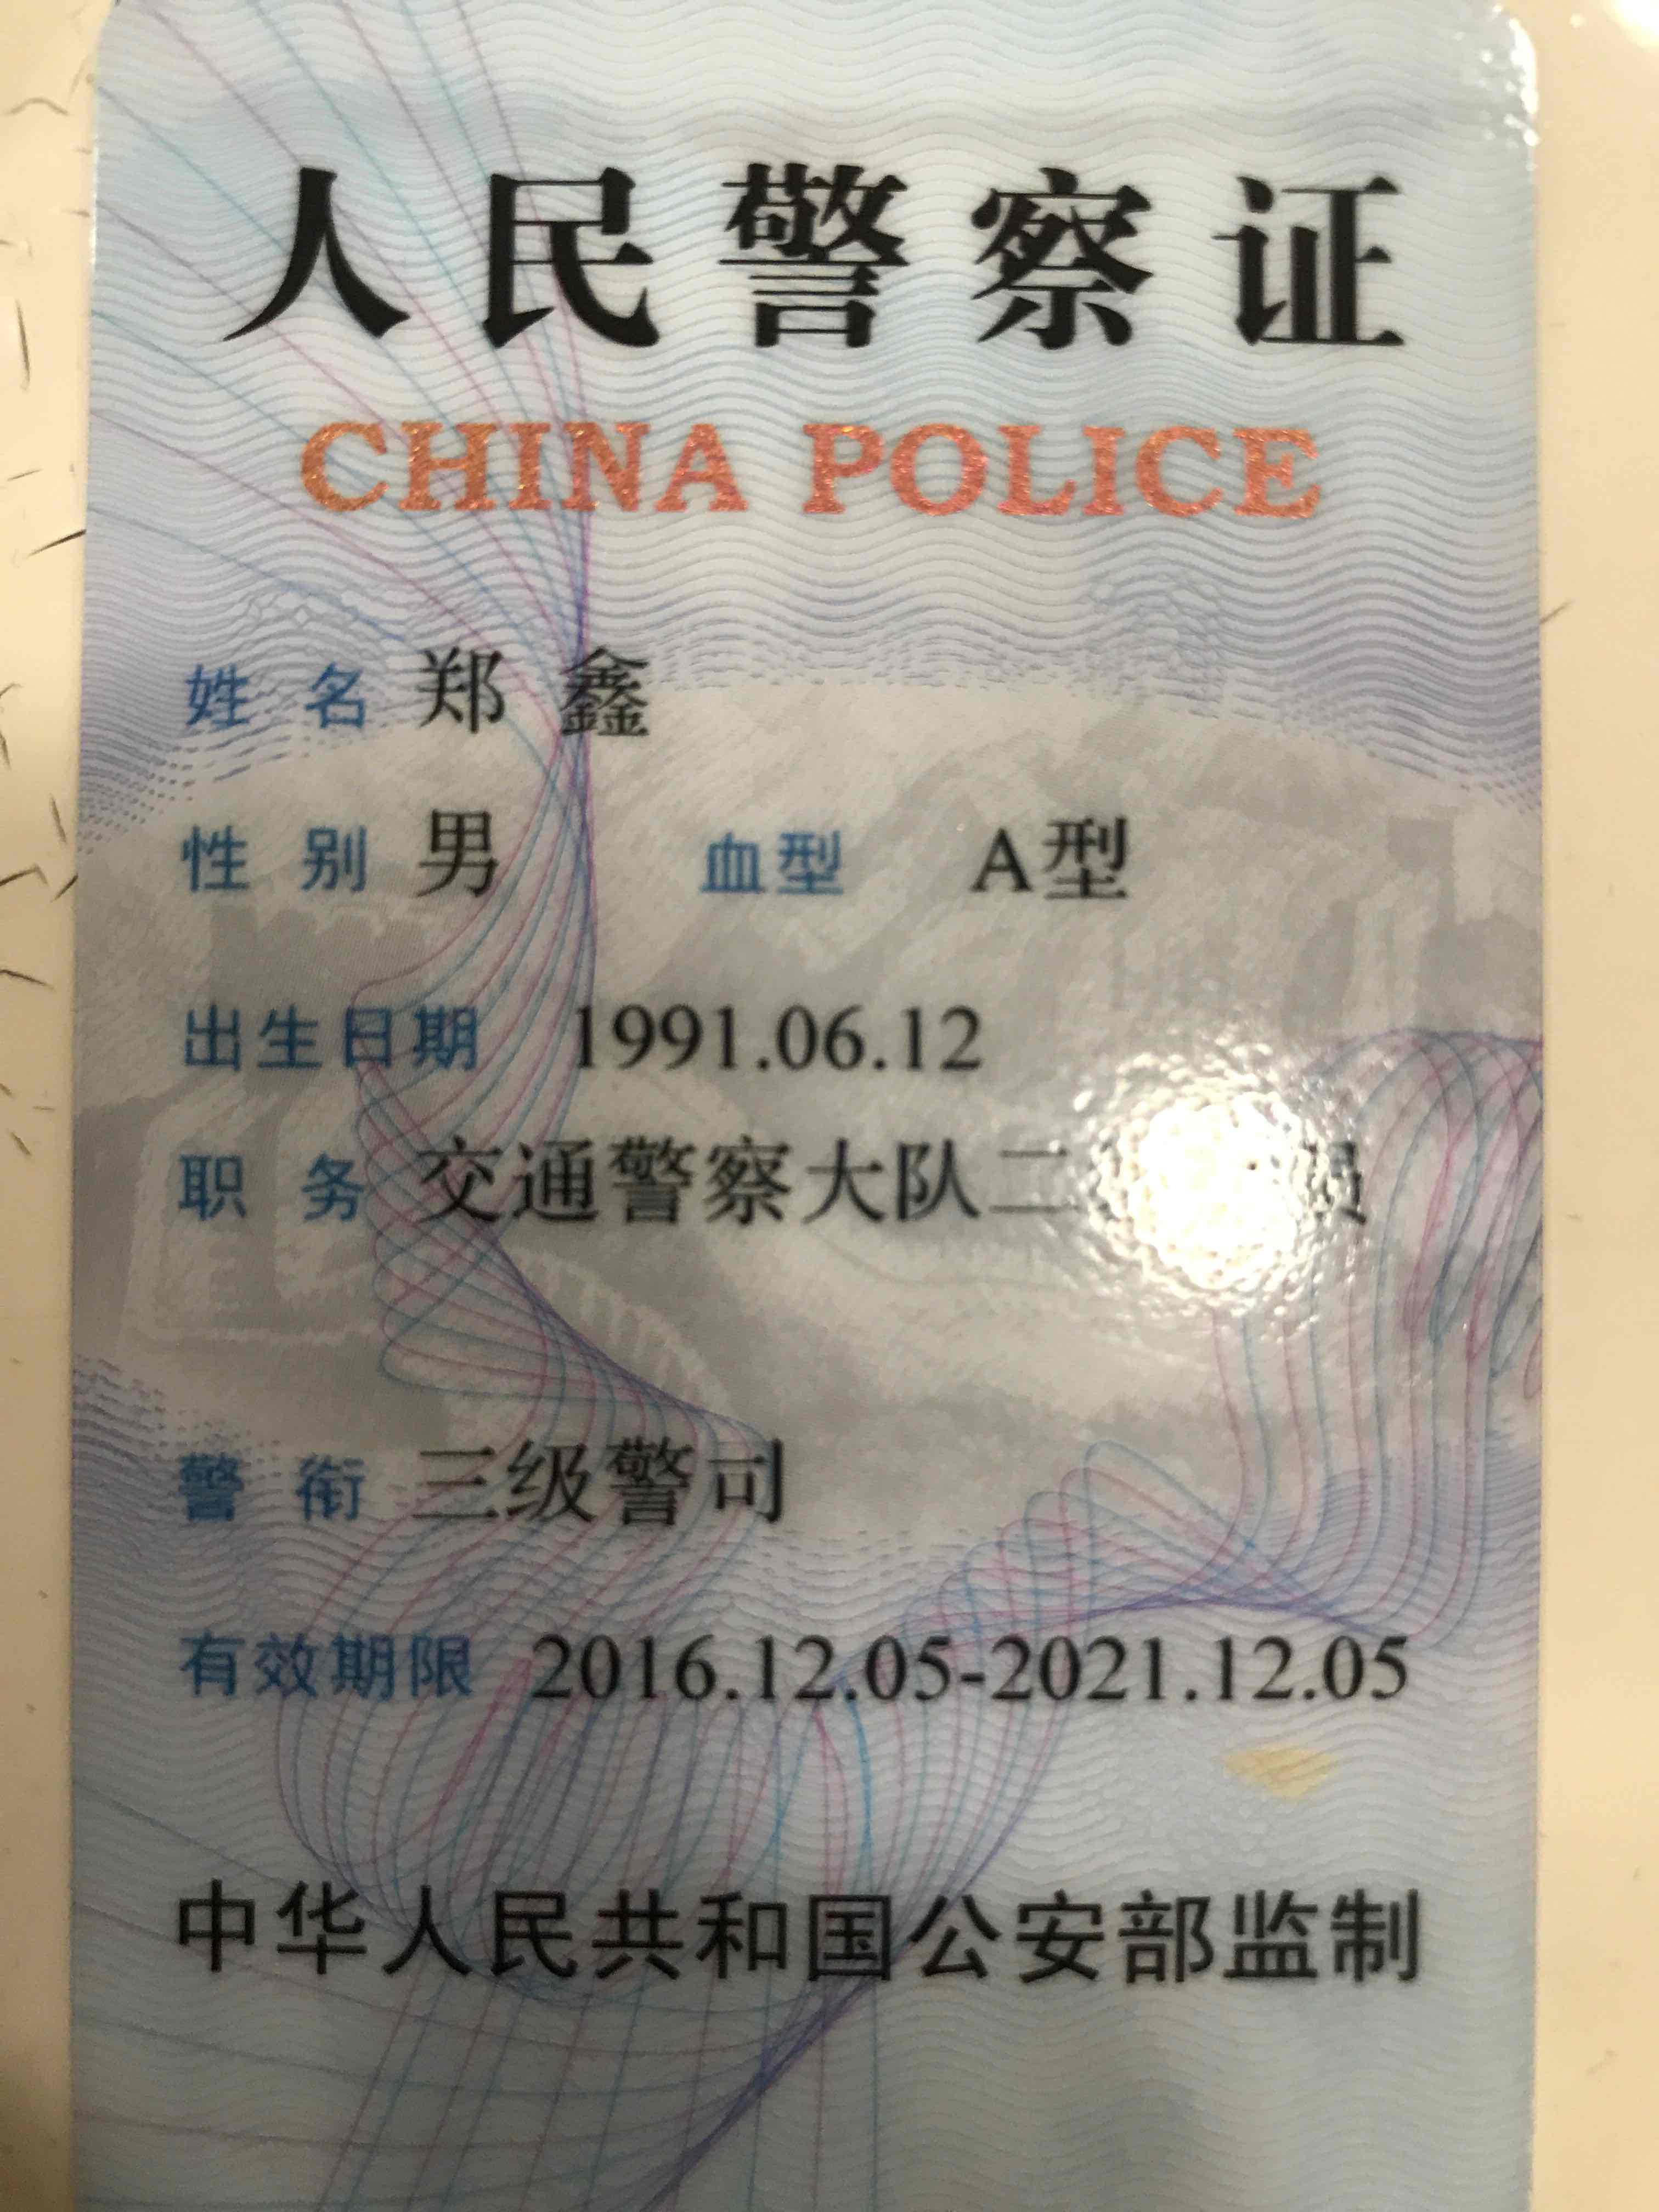 人民警察证
CHINA POLICE
姓 名 郑 鑫
性 别 男 血型 A型
出生日期 1991.06.12
职 务 交通警察大队二 员
警 衔 三级警司
有效期限 2016.12.05-2021.12.05
中华人民共和国公安部监制